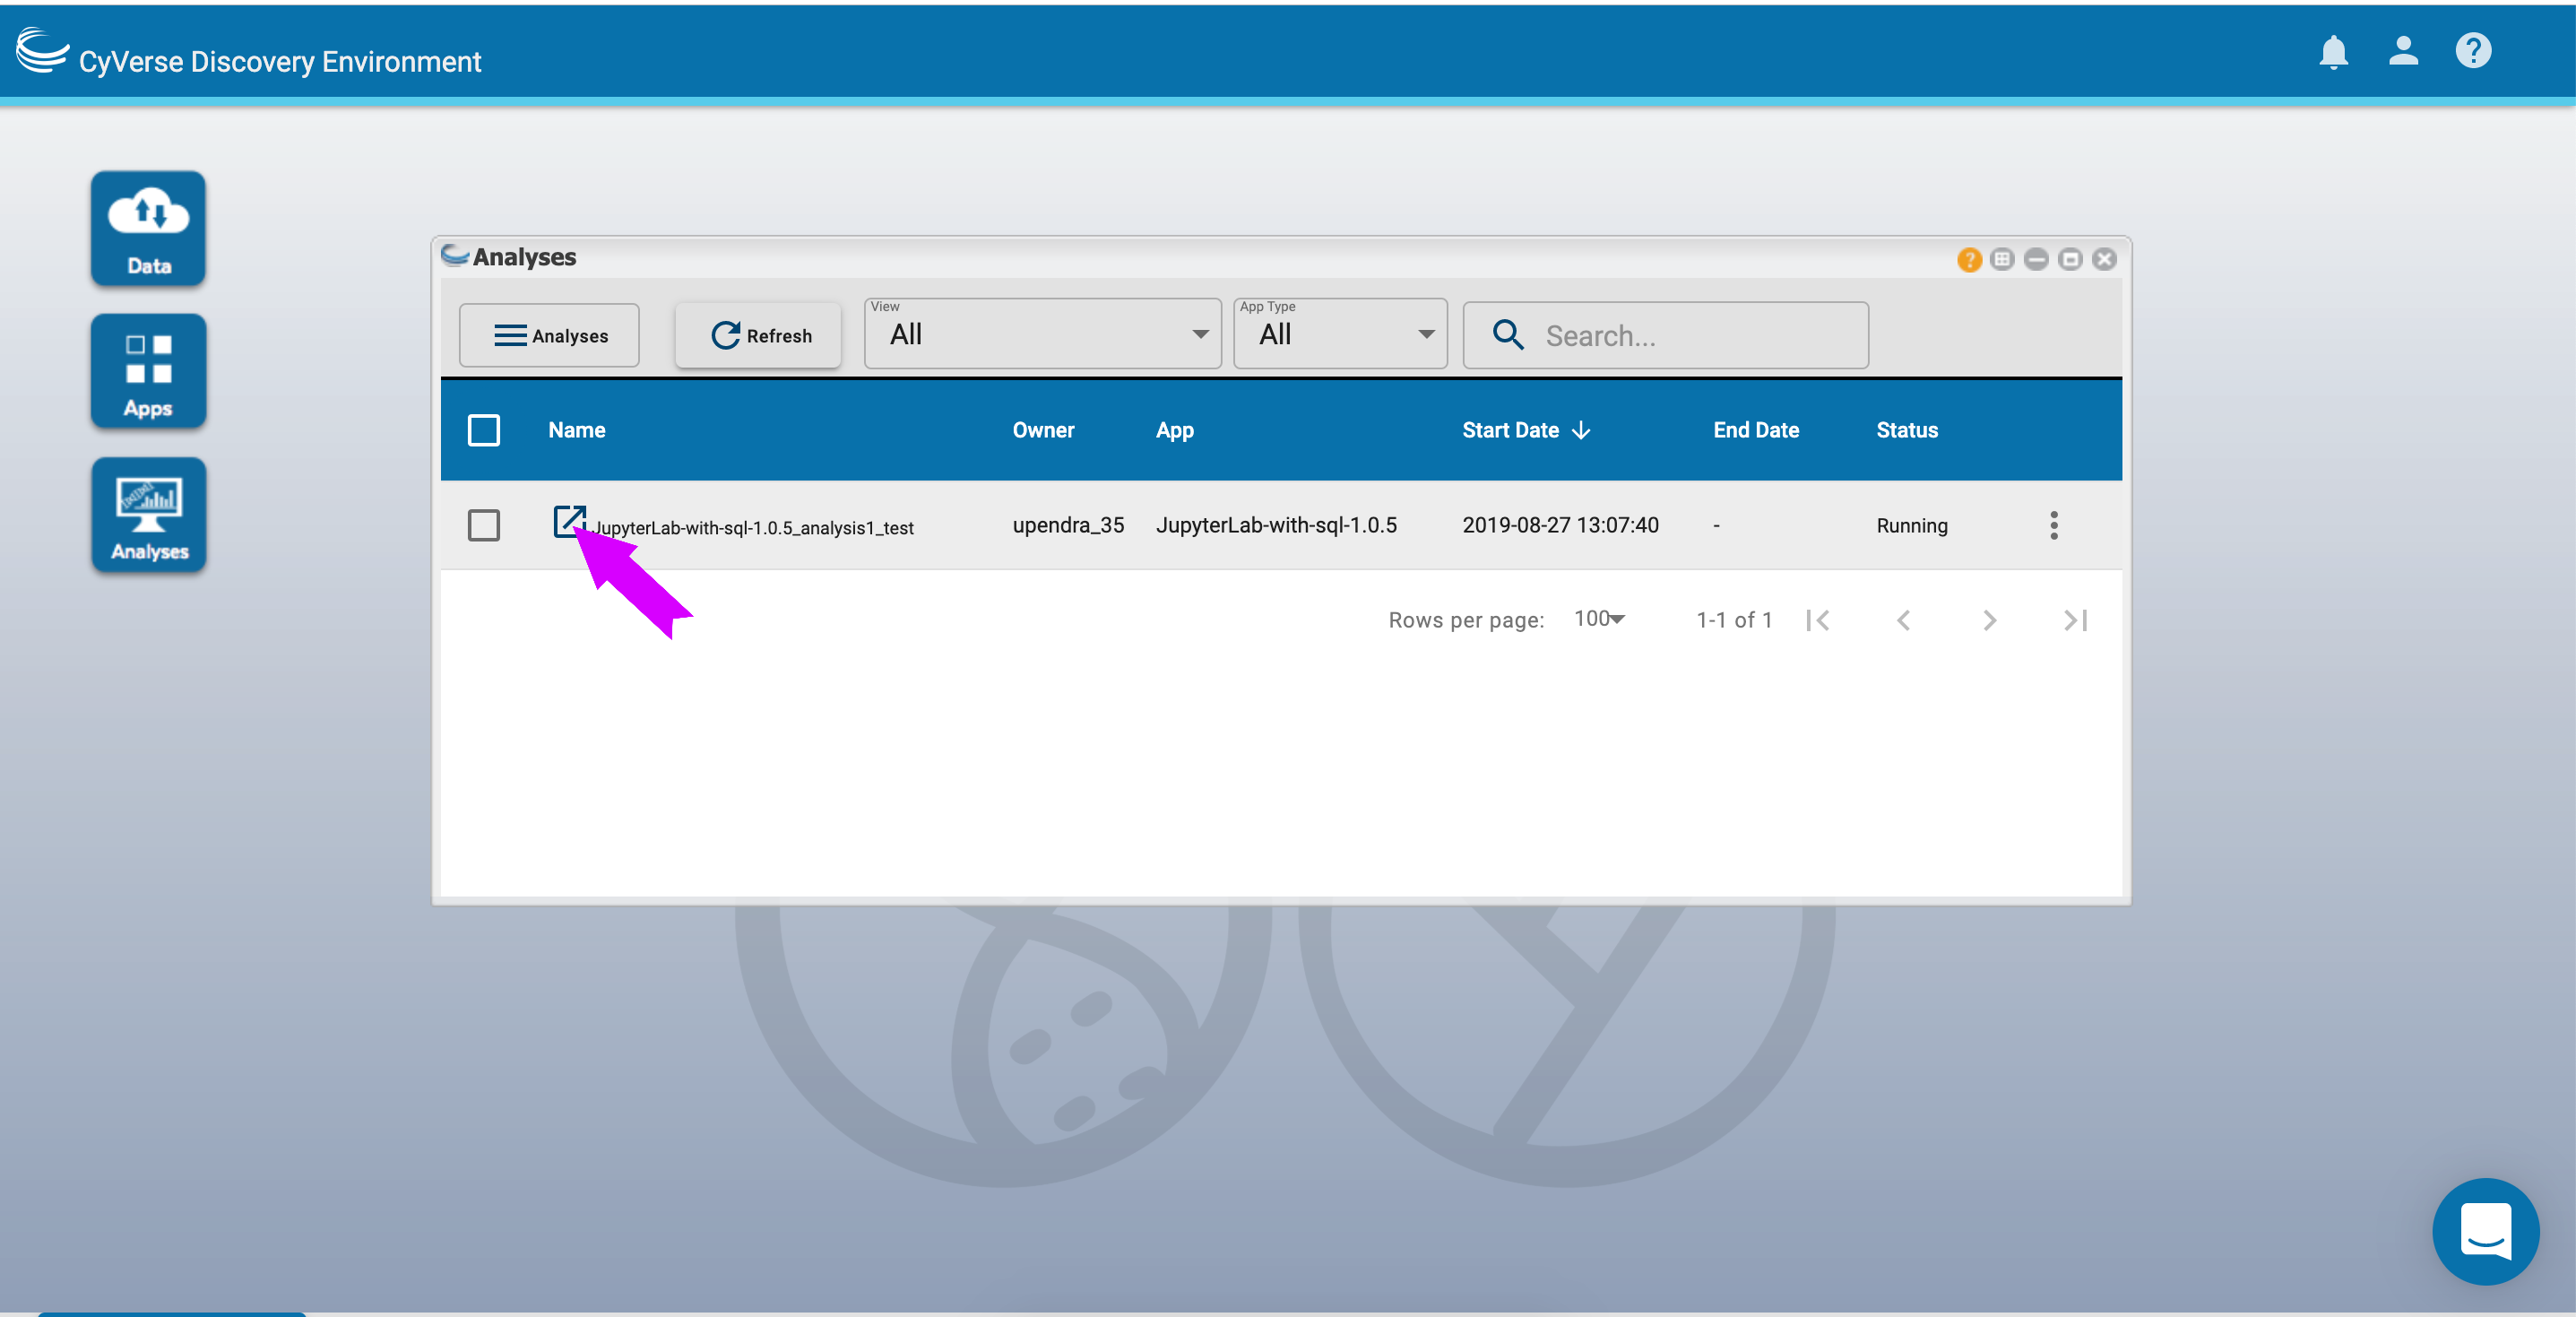 CyVerse Discovery Environment
Data
Apps
Analyses
Analyses
Analyses
Refresh
View
All
App Type
All
Search...
Name Owner App Start Date End Date Status
JupyterLab-with-sql-1.0.5_analysis1_test upendra_35 JupyterLab-with-sql-1.0.5 2019-08-27 13:07:40 - Running
Rows per page: 100 1-1 of 1